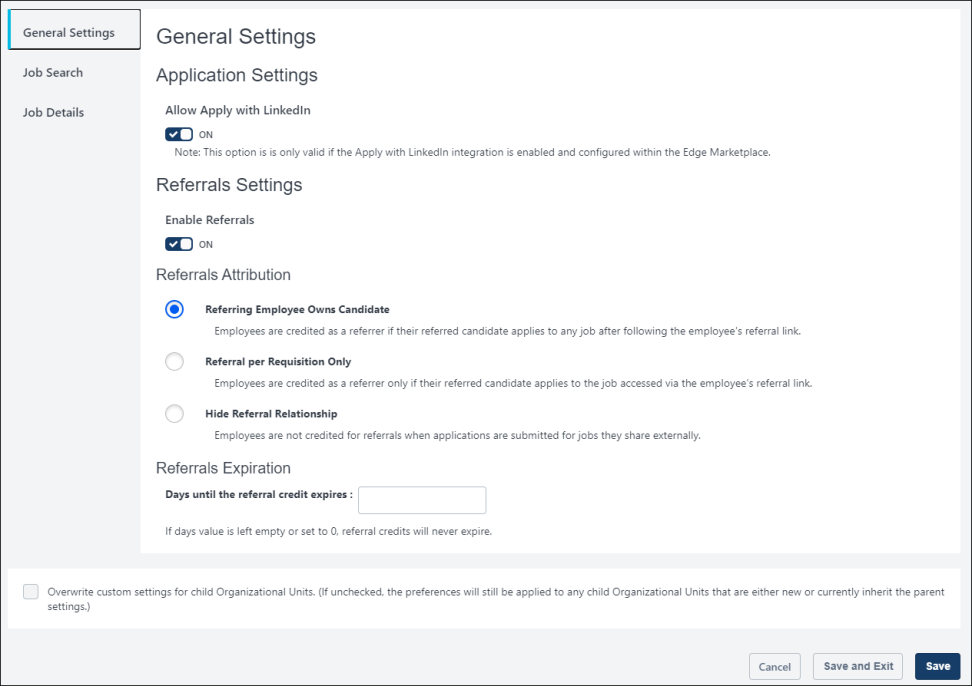 General Settings
Job Search
Job Details
General Settings
Application Settings
Allow Apply with LinkedIn
ON
Note: This option is is only valid if the Apply with LinkedIn integration is enabled and configured within the Edge Marketplace.
Referrals Settings
Enable Referrals
ON
Referrals Attribution
Referring Employee Owns Candidate
Employees are credited as a referrer if their referred candidate applies to any job after following the employee's referral link.
Referral per Requisition Only
Employees are credited as a referrer only if their referred candidate applies to the job accessed via the employee's referral link.
Hide Referral Relationship
Employees are not credited for referrals when applications are submitted for jobs they share externally.
Referrals Expiration
Days until the referral credit expires :
If days value is left empty or set to 0, referral credits will never expire.
Overwrite custom settings for child Organizational Units. (If unchecked, the preferences will still be applied to any child Organizational Units that are either new or currently inherit the parent
settings.)
Cancel
Save and Exit
Save